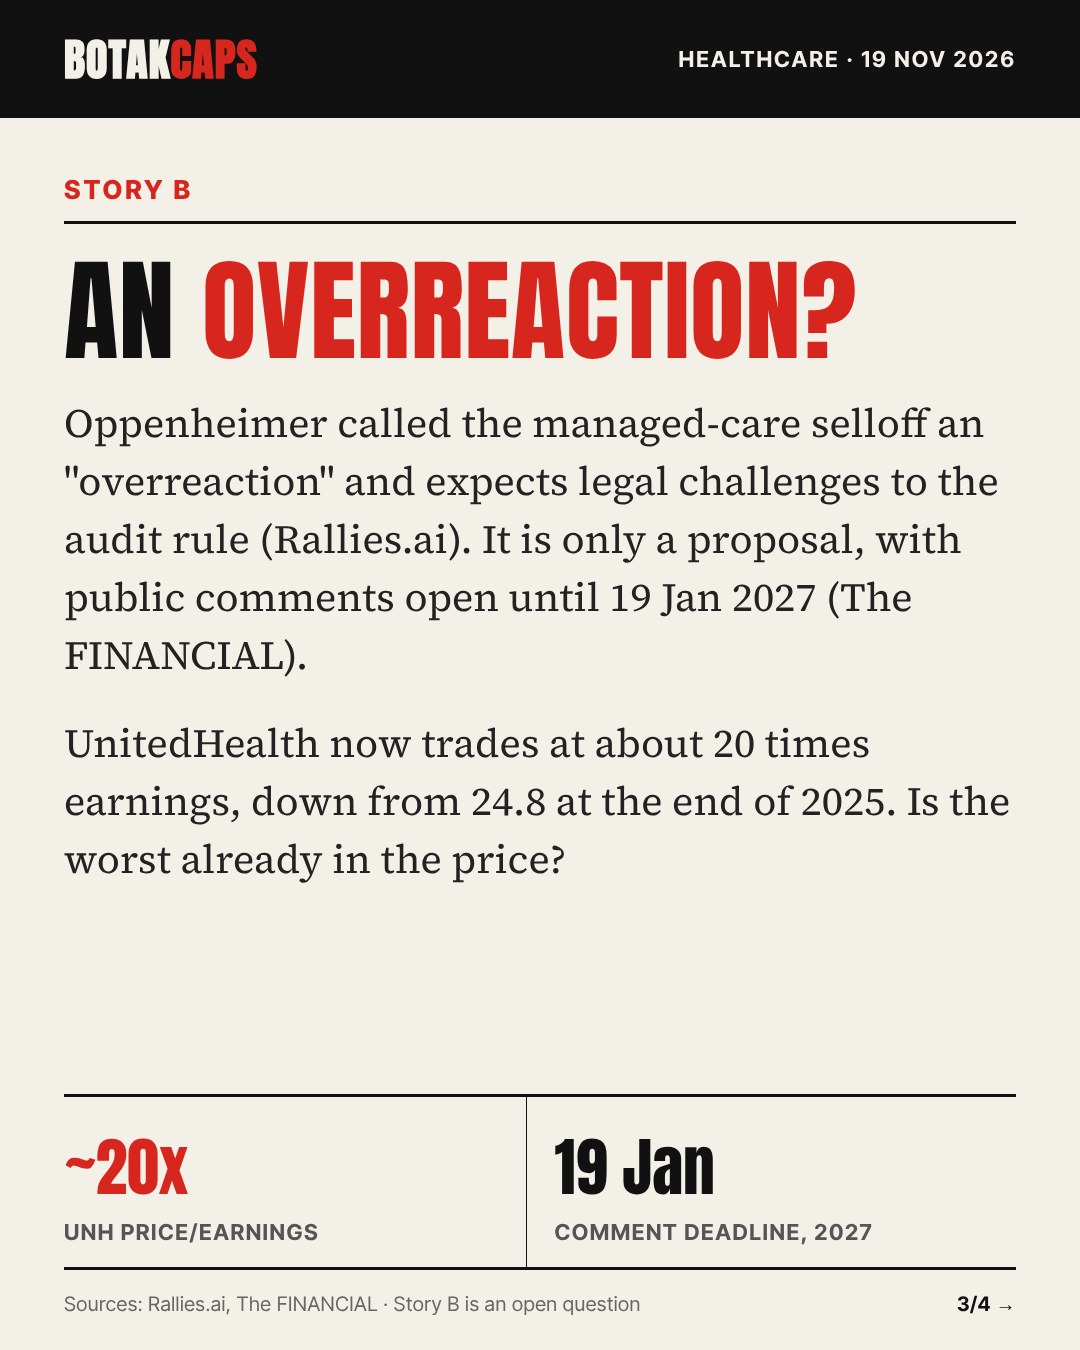 BOTAKCAPS
HEALTHCARE · 19 NOV 2026
STORY B
AN OVERREACTION?
Oppenheimer called the managed-care selloff an
"overreaction" and expects legal challenges to the
audit rule (Rallies.ai). It is only a proposal, with
public comments open until 19 Jan 2027 (The
FINANCIAL).
UnitedHealth now trades at about 20 times
earnings, down from 24.8 at the end of 2025. Is the
worst already in the price?
~20x
UNH PRICE/EARNINGS
19 Jan
COMMENT DEADLINE, 2027
Sources: Rallies.ai, The FINANCIAL · Story B is an open question
3/4 →